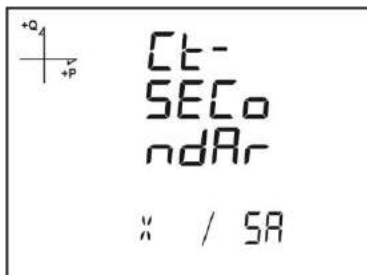 +Q
+P
Ct-
SECo
ndAr
x / 5A